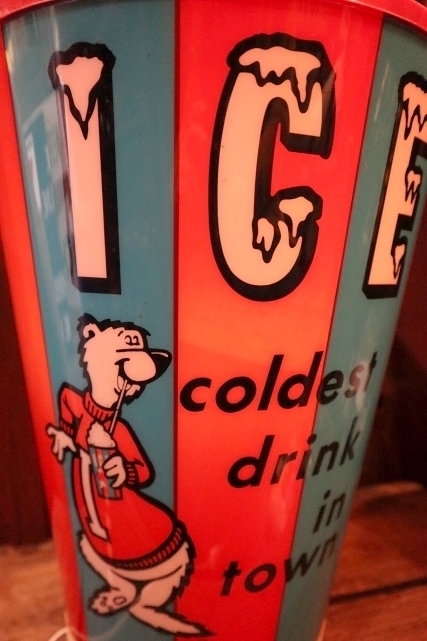 ICE
coldest
drink
in
town